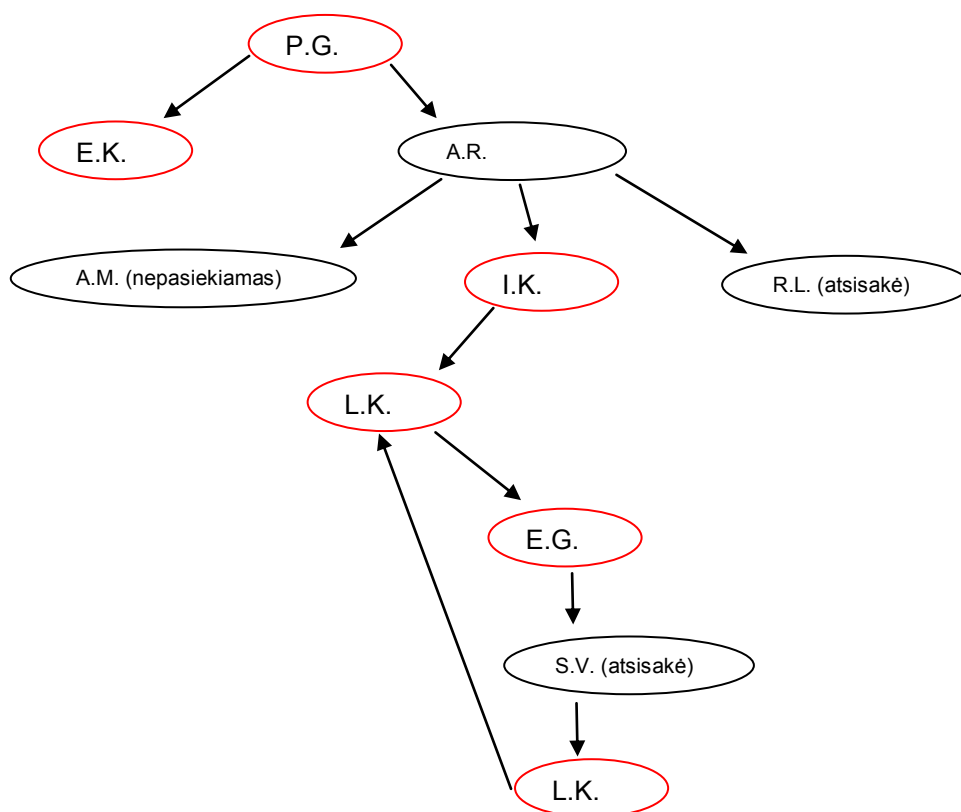 P.G.
E.K.
A.R.
A.M. (nepasiekiamas)
I.K.
R.L. (atsisakė)
L.K.
E.G.
S.V. (atsisakė)
L.K.